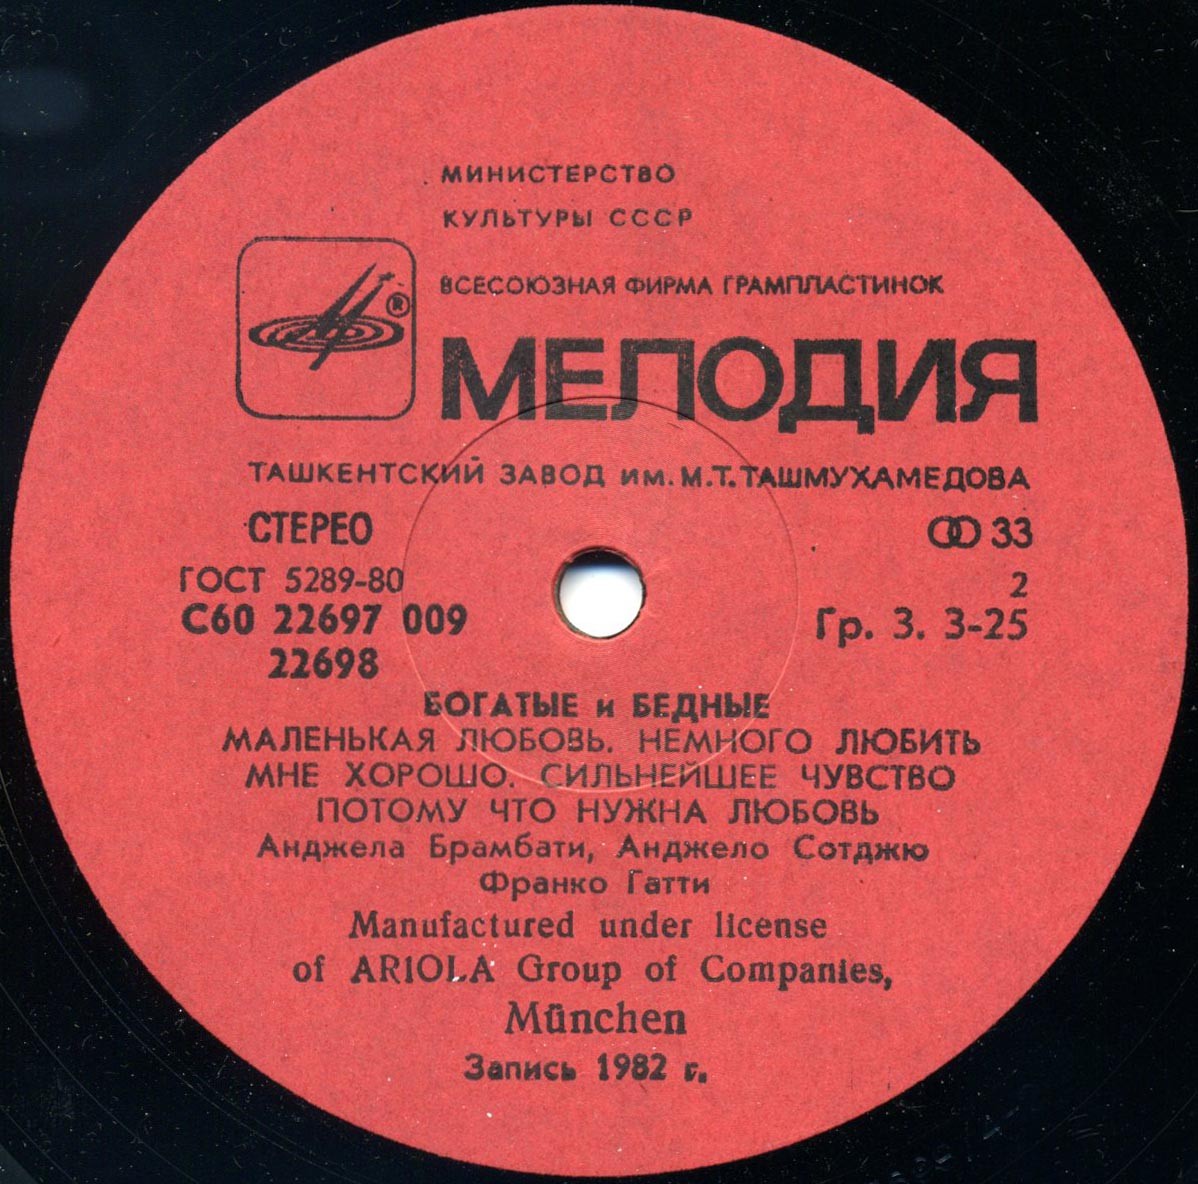 МИНИСТЕРСТВО
КУЛЬТУРЫ СССР
ВСЕСОЮЗНАЯ ФИРМА ГРАМПЛАСТИНОК
®
МЕЛОДИЯ
ТАШКЕНТСКИЙ ЗАВОД им. М.Т. ТАШМУХАМЕДОВА
СТЕРЕО
33
ГОСТ 5289-80
2
С60 22697 009
Гр. 3. 3-25
22698
БОГАТЫЕ и БЕДНЫЕ
МАЛЕНЬКАЯ ЛЮБОВЬ. НЕМНОГО ЛЮБИТЬ
МНЕ ХОРОШО. СИЛЬНЕЙШЕЕ ЧУВСТВО
ПОТОМУ ЧТО НУЖНА ЛЮБОВЬ
Анджела Брамбати, Анджело Сотджю
Франко Гатти
Manufactured under license
of ARIOLA Group of Companies,
München
Запись 1982 г.